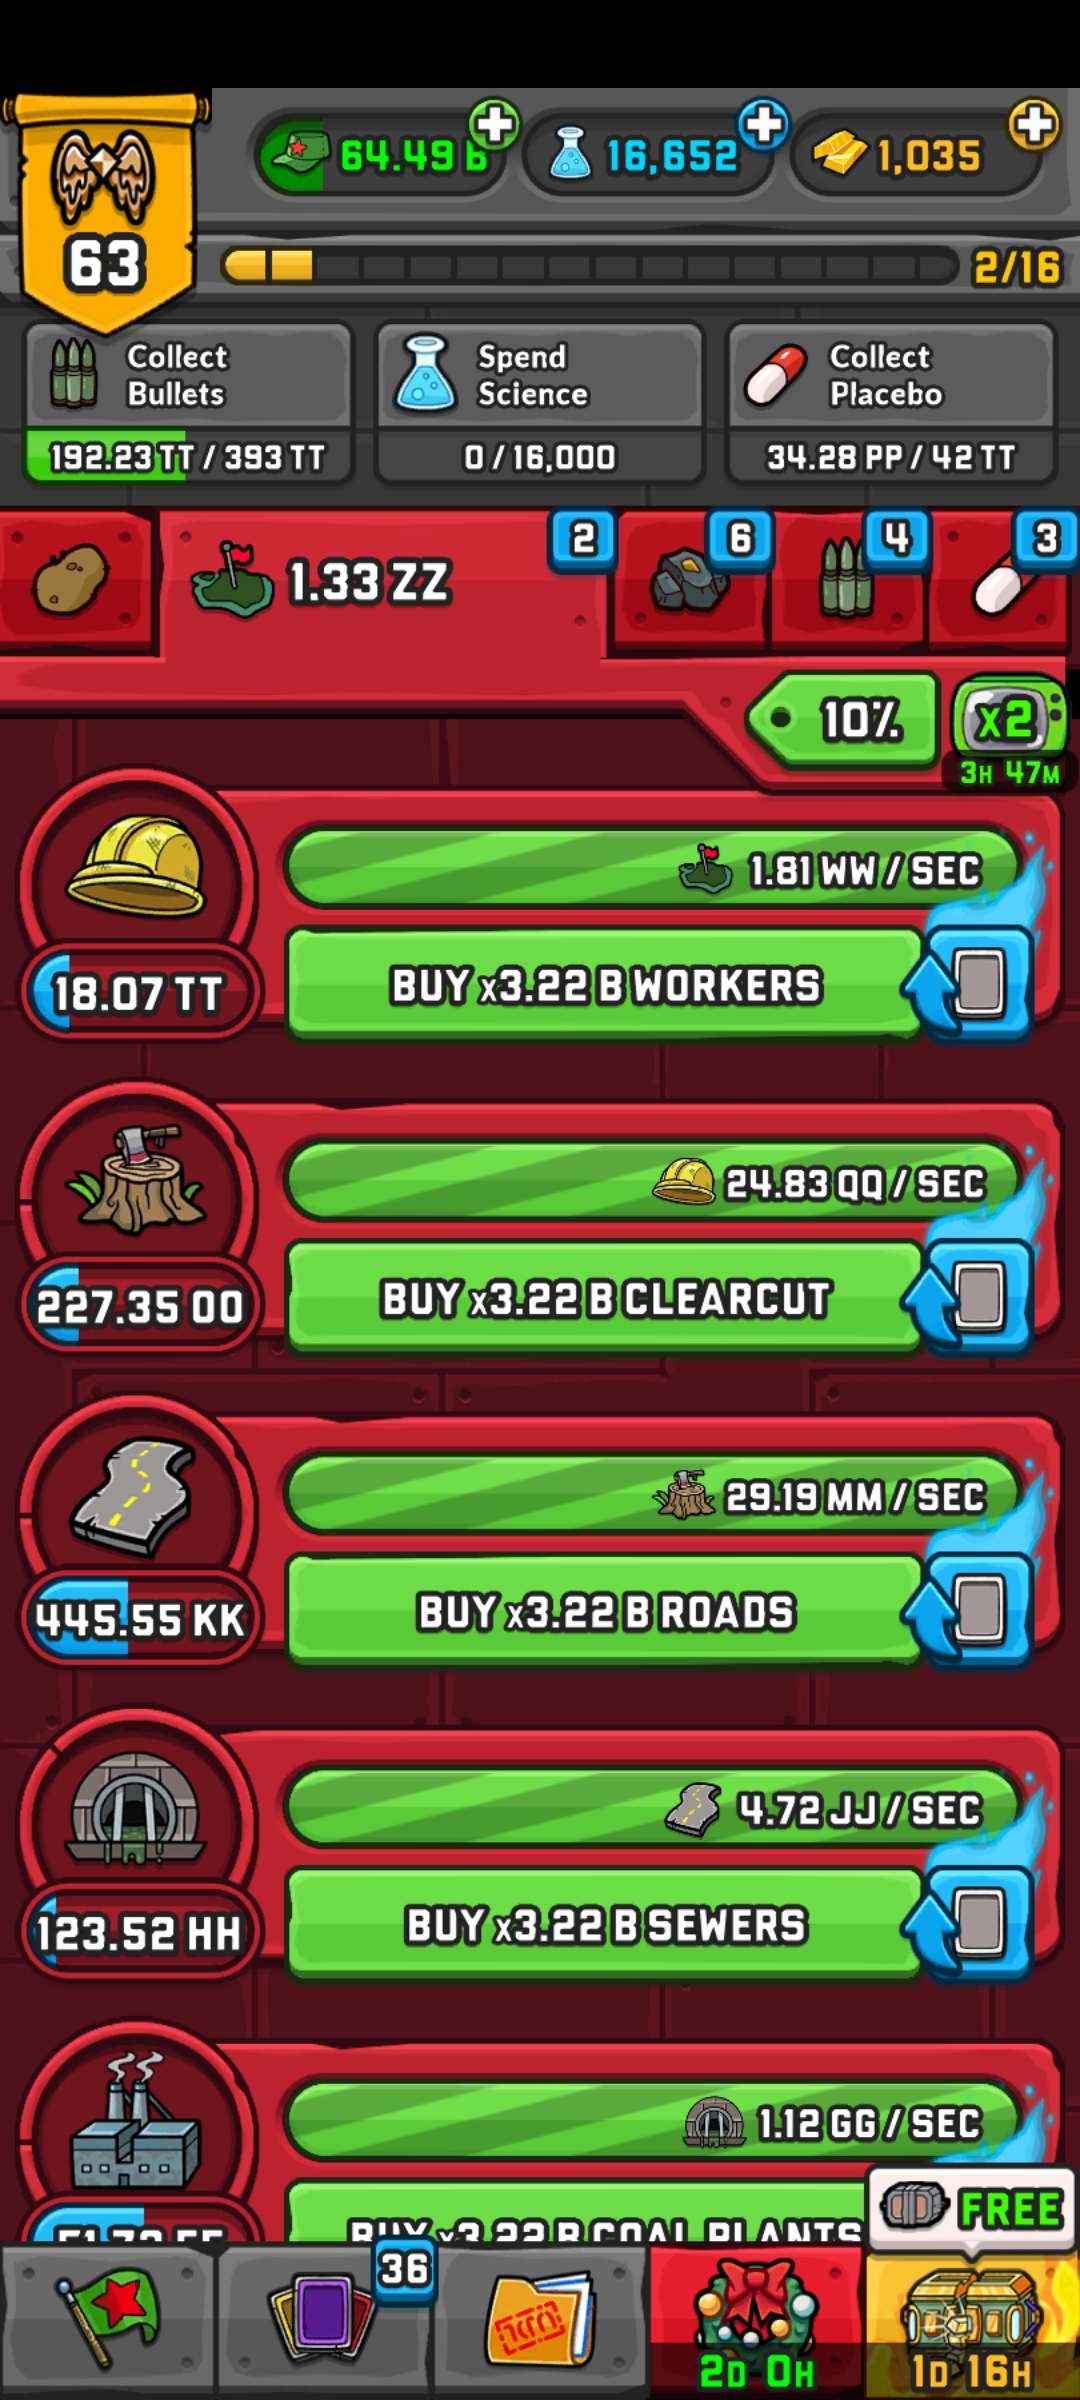 64.49 B
16,652
1,035
63
2/16
Collect
Bullets
192.23 TT / 393 TT
Spend
Science
0 / 16,000
Collect
Placebo
34.28 PP / 42 TT
1.33 ZZ
2
6
4
3
10%
x2
3H 47M
1.81 WW / SEC
18.07 TT
BUY x3.22 B WORKERS
24.83 QQ / SEC
227.35 OO
BUY x3.22 B CLEARCUT
29.19 MM / SEC
445.55 KK
BUY x3.22 B ROADS
4.72 JJ / SEC
123.52 HH
BUY x3.22 B SEWERS
1.12 GG / SEC
BUY x3.22 B COAL PLANTS
FREE
36
2D 0H
1D 16H